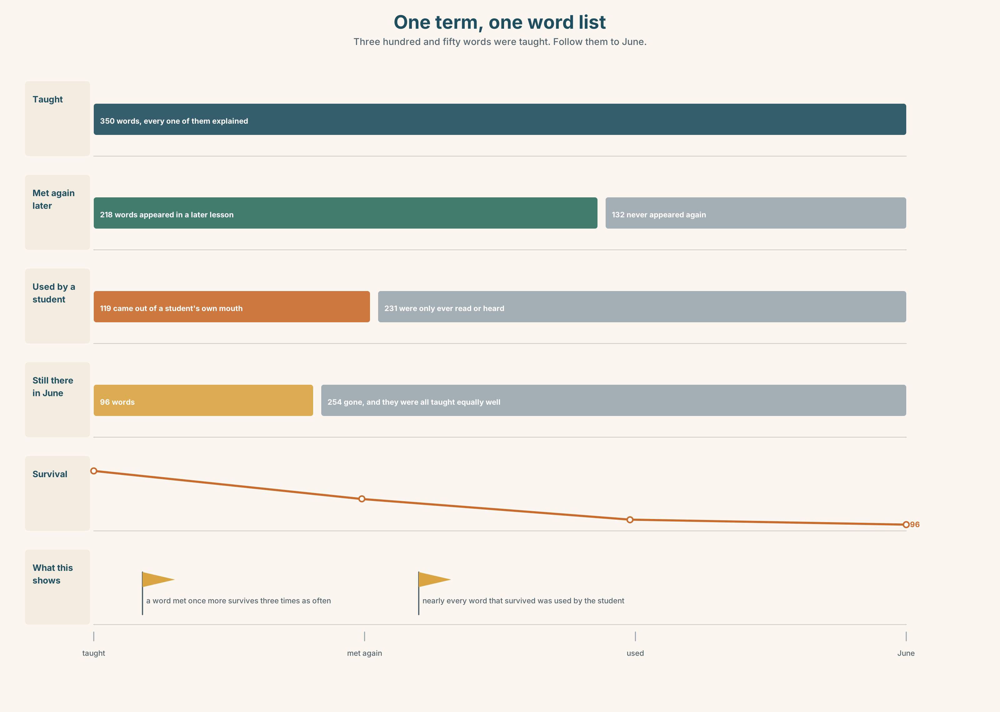 One term, one word list
Three hundred and fifty words were taught. Follow them to June.
Taught
350 words, every one of them explained
Met again
later
218 words appeared in a later lesson
132 never appeared again
Used by a
student
119 came out of a student's own mouth
231 were only ever read or heard
Still there
in June
96 words
254 gone, and they were all taught equally well
Survival
96
What this
shows
a word met once more survives three times as often
nearly every word that survived was used by the student
taught
met again
used
June